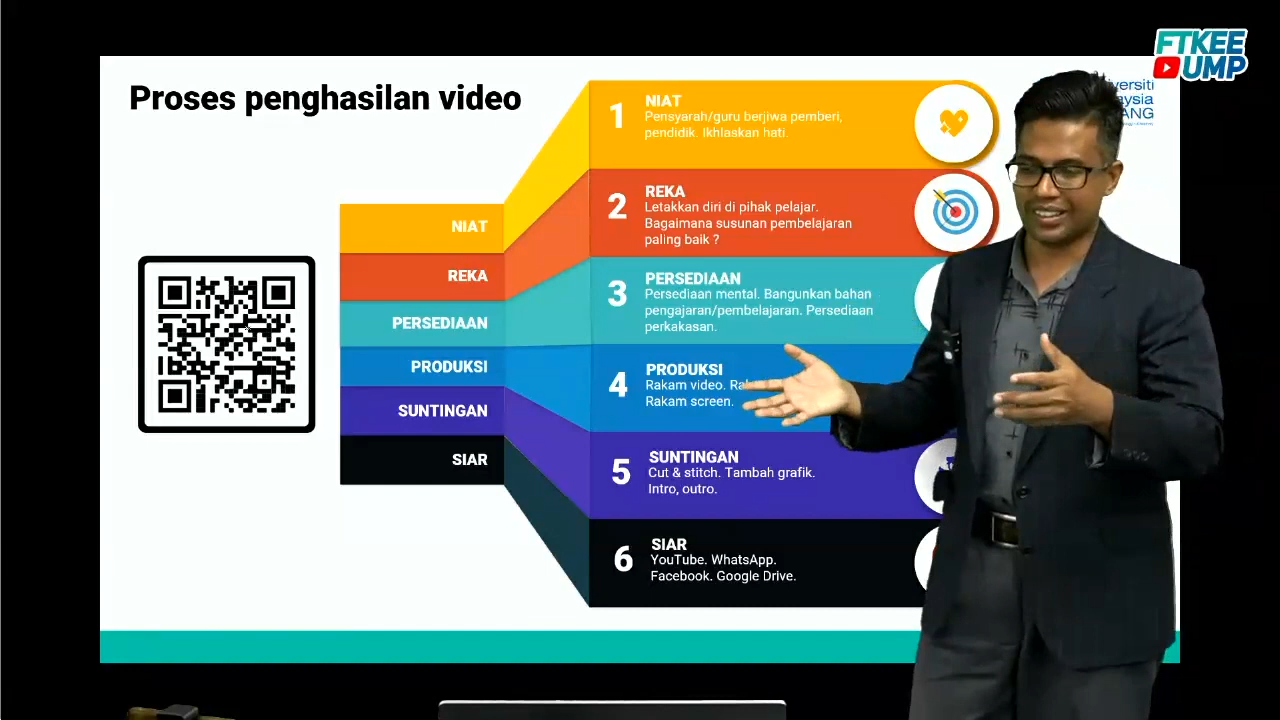 FTKEE
UMP
Proses penghasilan video
NIAT
REKA
PERSEDIAAN
PRODUKSI
SUNTINGAN
SIAR
1
NIAT
Pensyarah/guru berjiwa pemberi,
pendidik. Ikhlaskan hati.
2
REKA
Letakkan diri di pihak pelajar.
Bagaimana susunan pembelajaran
paling baik ?
3
PERSEDIAAN
Persediaan mental. Bangunkan bahan
pengajaran/pembelajaran. Persediaan
perkakasan.
4
PRODUKSI
Rakam video.
Rakam screen.
5
SUNTINGAN
Cut & stitch. Tambah grafik.
Intro, outro.
6
SIAR
YouTube. WhatsApp.
Facebook. Google Drive.